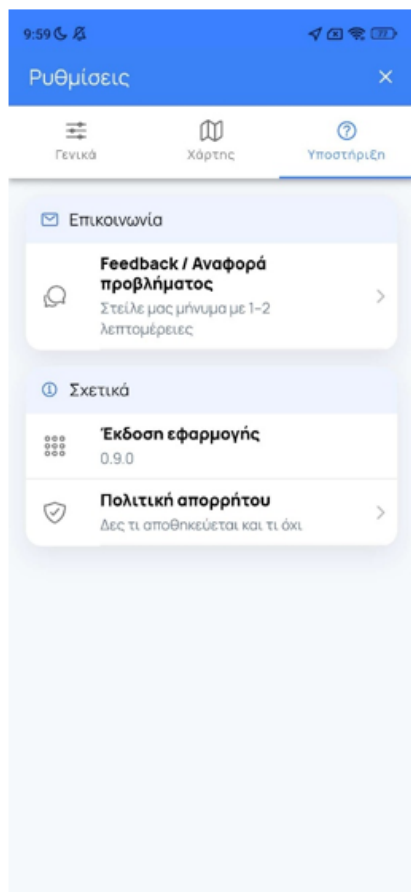 9:59
77
Ρυθμίσεις
Γενικά
Χάρτης
Υποστήριξη
Επικοινωνία
Feedback / Αναφορά
προβλήματος
Στείλε μας μήνυμα με 1-2
λεπτομέρειες
Σχετικά
Έκδοση εφαρμογής
0.9.0
Πολιτική απορρήτου
Δες τι αποθηκεύεται και τι όχι